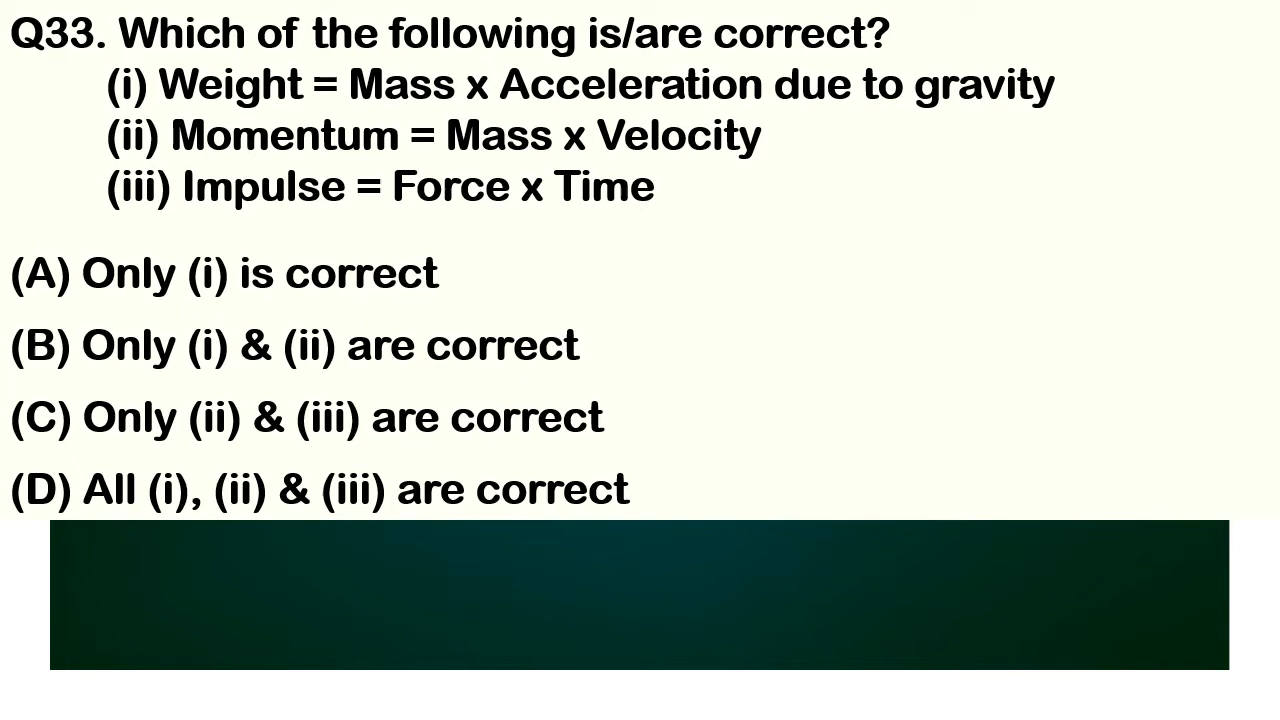 Q33. Which of the following is/are correct?
(i) Weight = Mass x Acceleration due to gravity
(ii) Momentum = Mass x Velocity
(iii) Impulse = Force x Time
(A) Only (i) is correct
(B) Only (i) & (ii) are correct
(C) Only (ii) & (iii) are correct
(D) All (i), (ii) & (iii) are correct